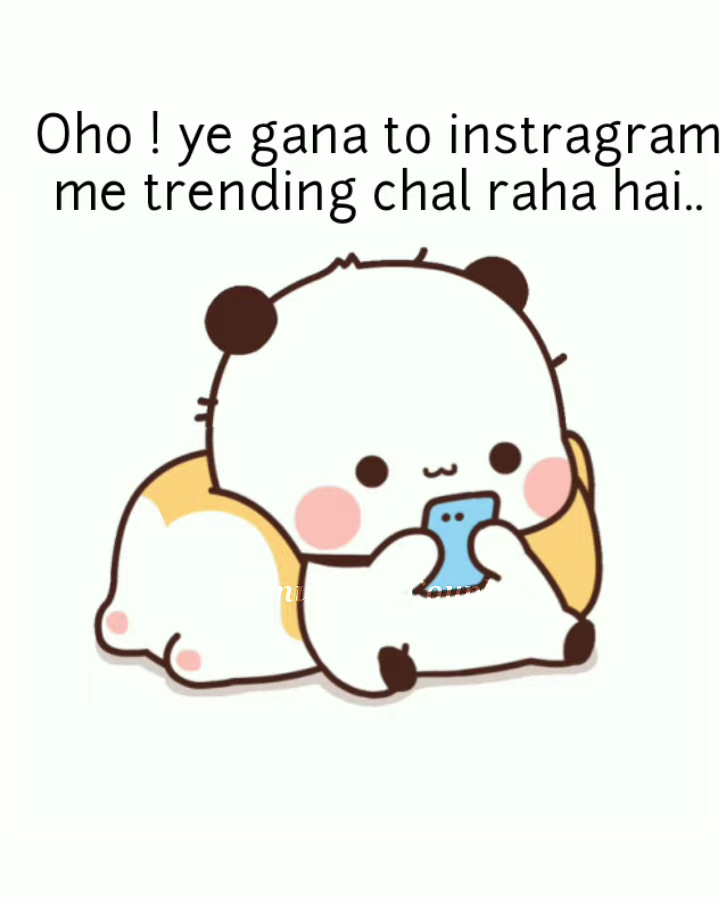 Oho ! ye gana to instragram
me trending chal raha hai..